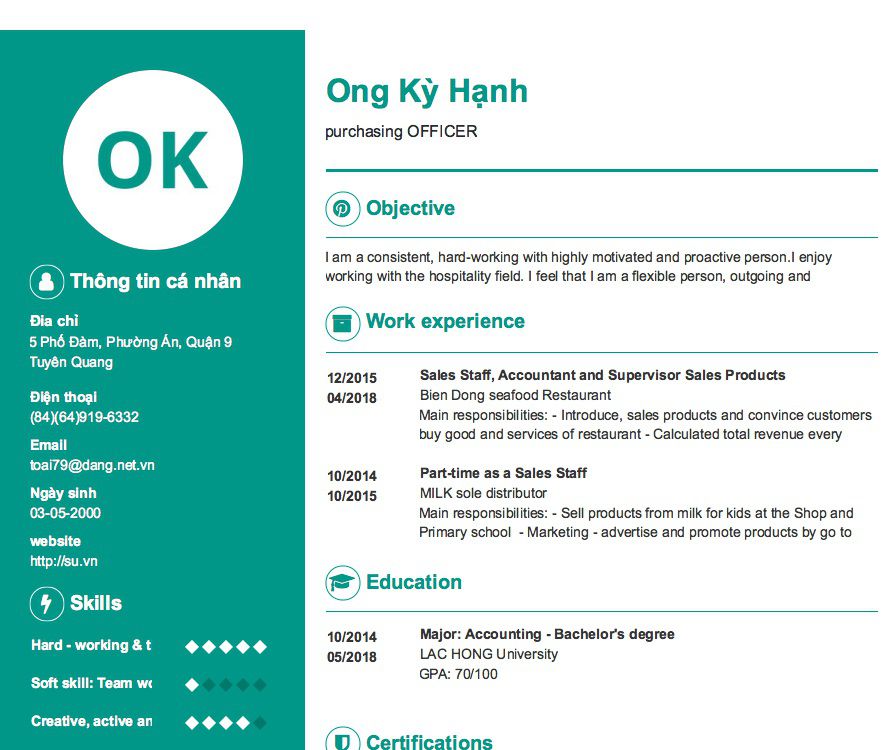 OK
Thông tin cá nhân
Đia chỉ
5 Phố Đàm, Phường Án, Quận 9
Tuyên Quang
Điện thoại
(84)(64)919-6332
Email
toai79@dang.net.vn
Ngày sinh
03-05-2000
website
http://su.vn
Skills
Hard - working & t
Soft skill: Team wo
Creative, active an
Ong Kỳ Hạnh
purchasing OFFICER
Objective
I am a consistent, hard-working with highly motivated and proactive person.I enjoy
working with the hospitality field. I feel that I am a flexible person, outgoing and
Work experience
12/2015
04/2018
Sales Staff, Accountant and Supervisor Sales Products
Bien Dong seafood Restaurant
Main responsibilities: - Introduce, sales products and convince customers
buy good and services of restaurant - Calculated total revenue every
10/2014
10/2015
Part-time as a Sales Staff
MILK sole distributor
Main responsibilities: - Sell products from milk for kids at the Shop and
Primary school - Marketing - advertise and promote products by go to
Education
10/2014
05/2018
Major: Accounting - Bachelor's degree
LAC HONG University
GPA: 70/100
Certifications